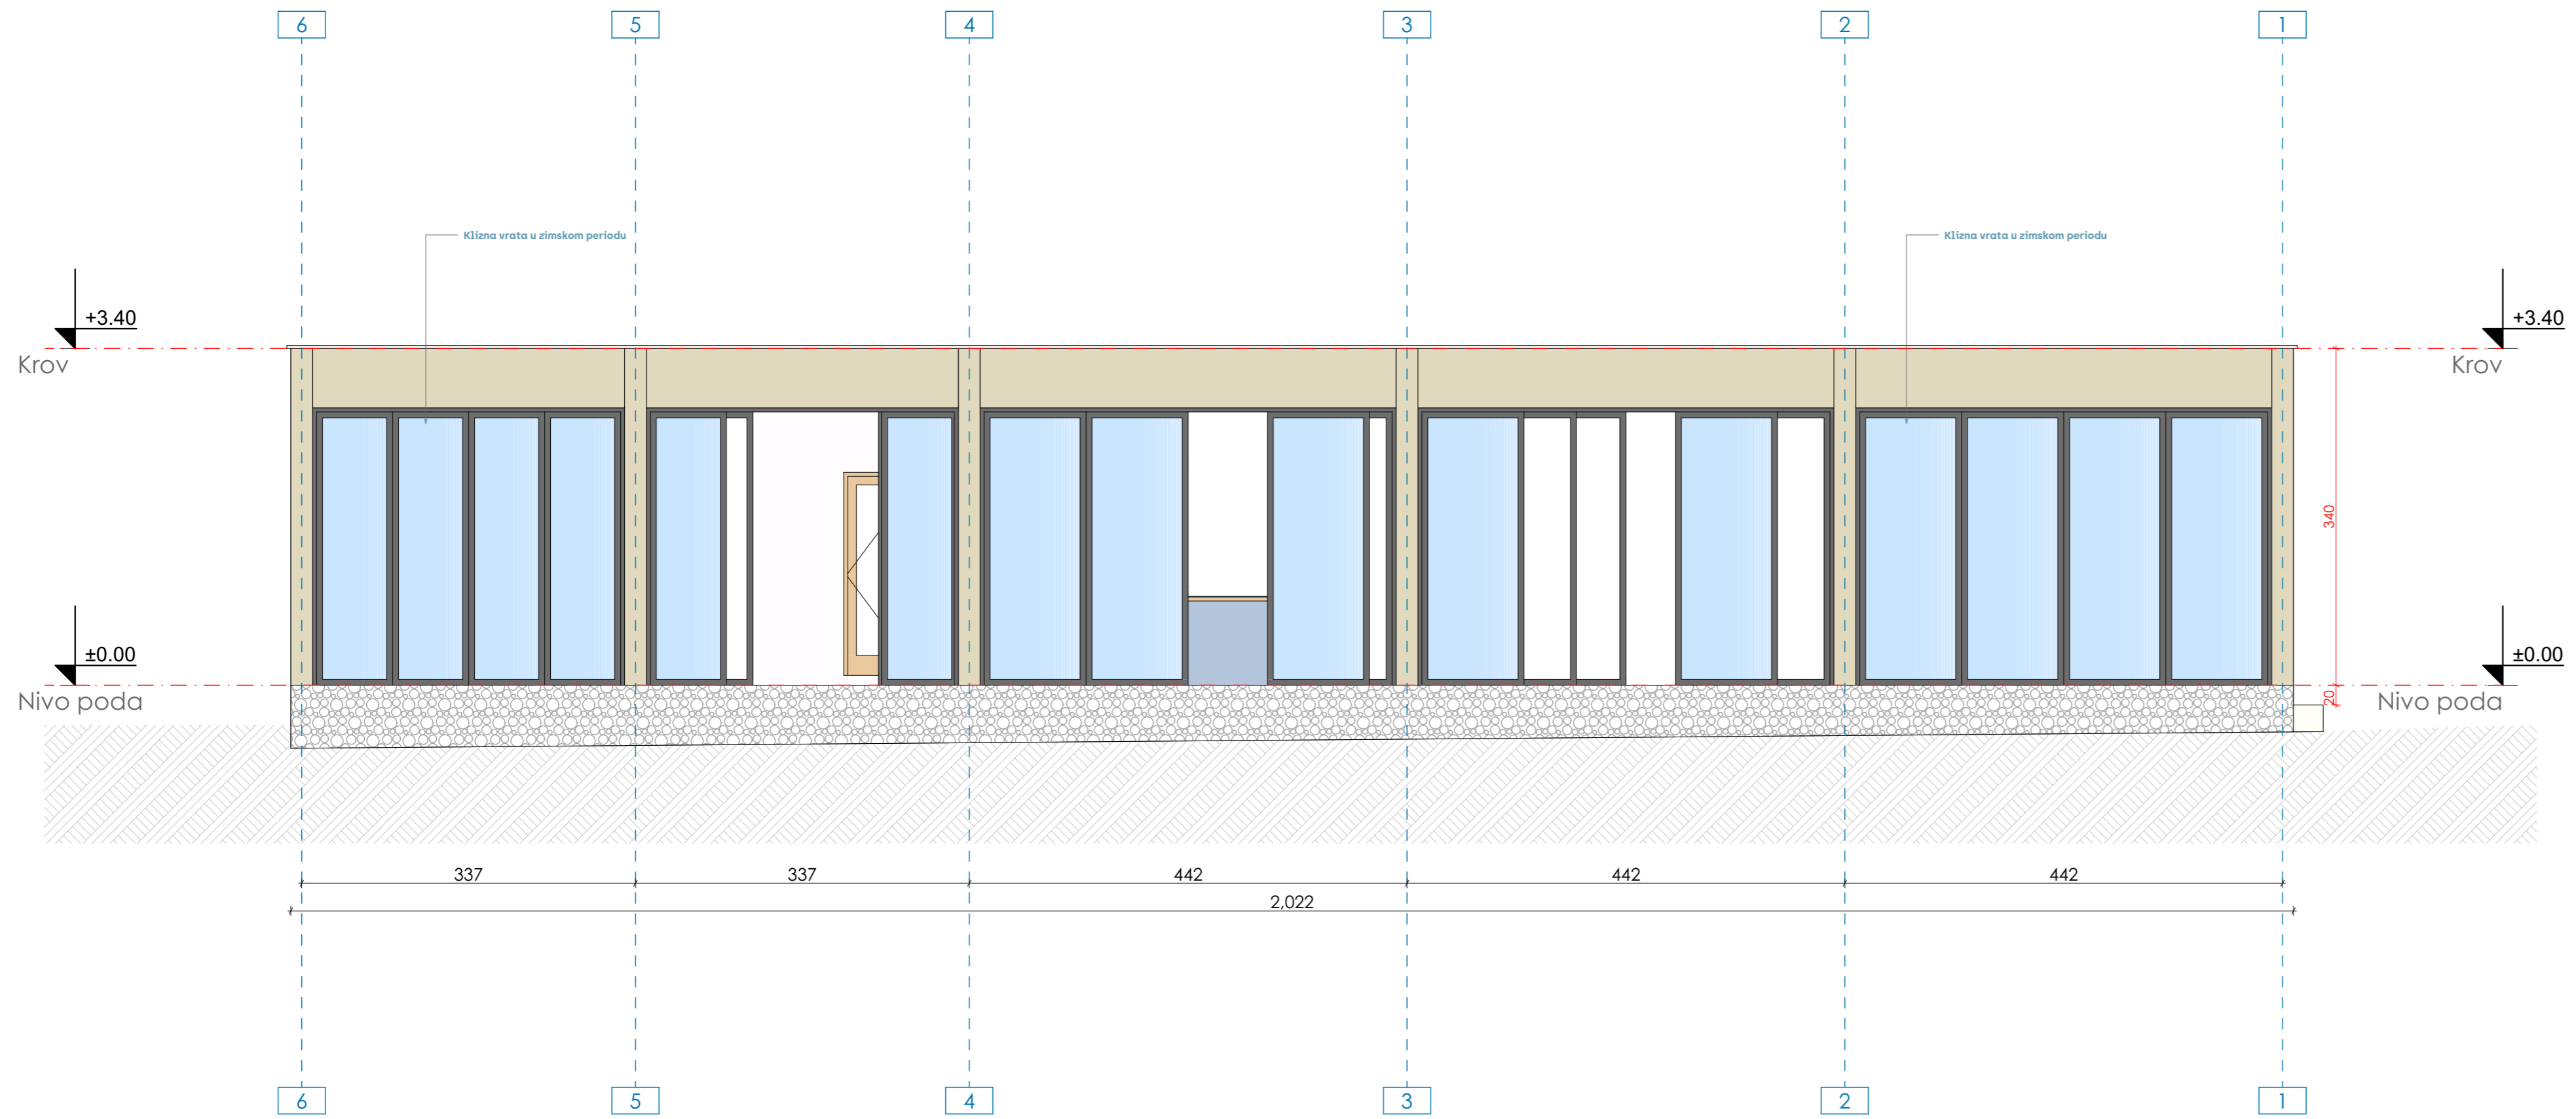 6 5 4 3 2 1
Klizna vrata u zimskom periodu
Klizna vrata u zimskom periodu
+3.40
+3.40
Krov
Krov
340
±0.00
±0.00
Nivo poda
20
Nivo poda
337 337 442 442 442
2,022
6 5 4 3 2 1